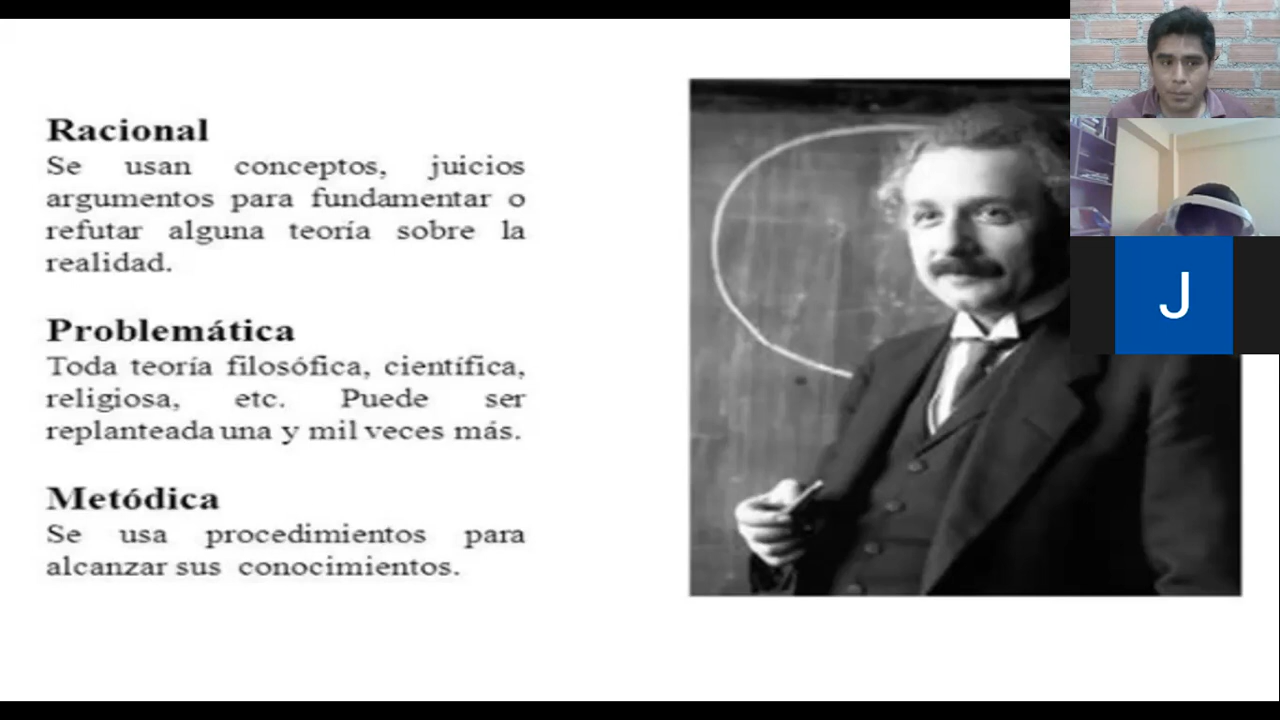 Racional
Se usan conceptos, juicios
argumentos para fundamentar o
refutar alguna teoría sobre la
realidad.
Problemática
Toda teoría filosófica, científica,
religiosa, etc. Puede ser
replanteada una y mil veces más.
Metódica
Se usa procedimientos para
alcanzar sus conocimientos.
J